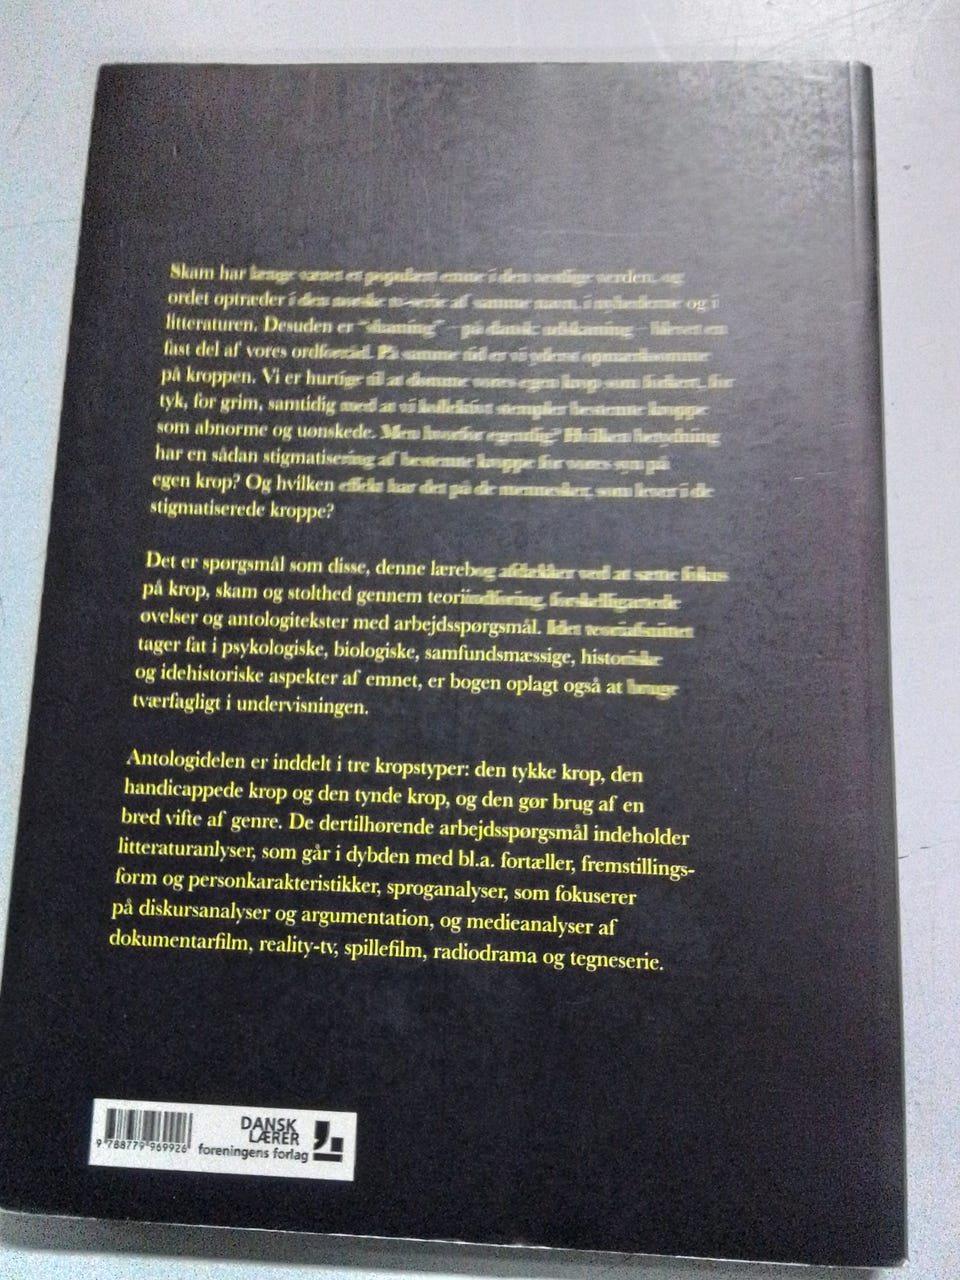 Skam har længe været et populært emne i den vestlige verden, og
ordet optræder i den norske tv-serie af samme navn, i nyhederne og i
litteraturen. Desuden er "shaming" – på dansk: udskamning – blevet en
fast del af vores ordforråd. På samme tid er vi yderst opmærksomme
på kroppen. Vi er hurtige til at dømme vores egen krop som forkert, for
tyk, for grim, samtidig med at vi kollektivt stempler bestemte kroppe
som abnorme og uønskede. Men hvorfor egentlig? Hvilken betydning
har en sådan stigmatisering af bestemte kroppe for vores syn på
egen krop? Og hvilken effekt har det på de mennesker, som lever i de
stigmatiserede kroppe?
Det er spørgsmål som disse, denne lærebog afdækker ved at sætte fokus
på krop, skam og stolthed gennem teoriindføring, forskelligartede
øvelser og antologitekster med arbejdsspørgsmål. Idet teoriafsnittet
tager fat i psykologiske, biologiske, samfundsmæssige, historiske
og idehistoriske aspekter af emnet, er bogen oplagt også at bruge
tværfagligt i undervisningen.
Antologidelen er inddelt i tre kropstyper: den tykke krop, den
handicappede krop og den tynde krop, og den gør brug af en
bred vifte af genre. De dertilhørende arbejdsspørgsmål indeholder
litteraturanlyser, som går i dybden med bl.a. fortæller, fremstillings-
form og personkarakteristikker, sproganalyser, som fokuserer
på diskursanalyser og argumentation, og medieanalyser af
dokumentarfilm, reality-tv, spillefilm, radiodrama og tegneserie.
9 788779 969926
DANSK
LÆRER
foreningens forlag